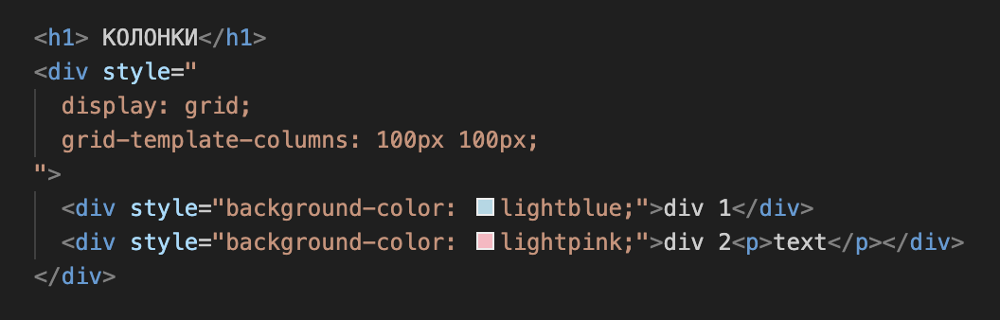 <h1> КОЛОНКИ</h1>
<div style="
  display: grid;
  grid-template-columns: 100px 100px;
">
  <div style="background-color: lightblue;">div 1</div>
  <div style="background-color: lightpink;">div 2<p>text</p></div>
</div>